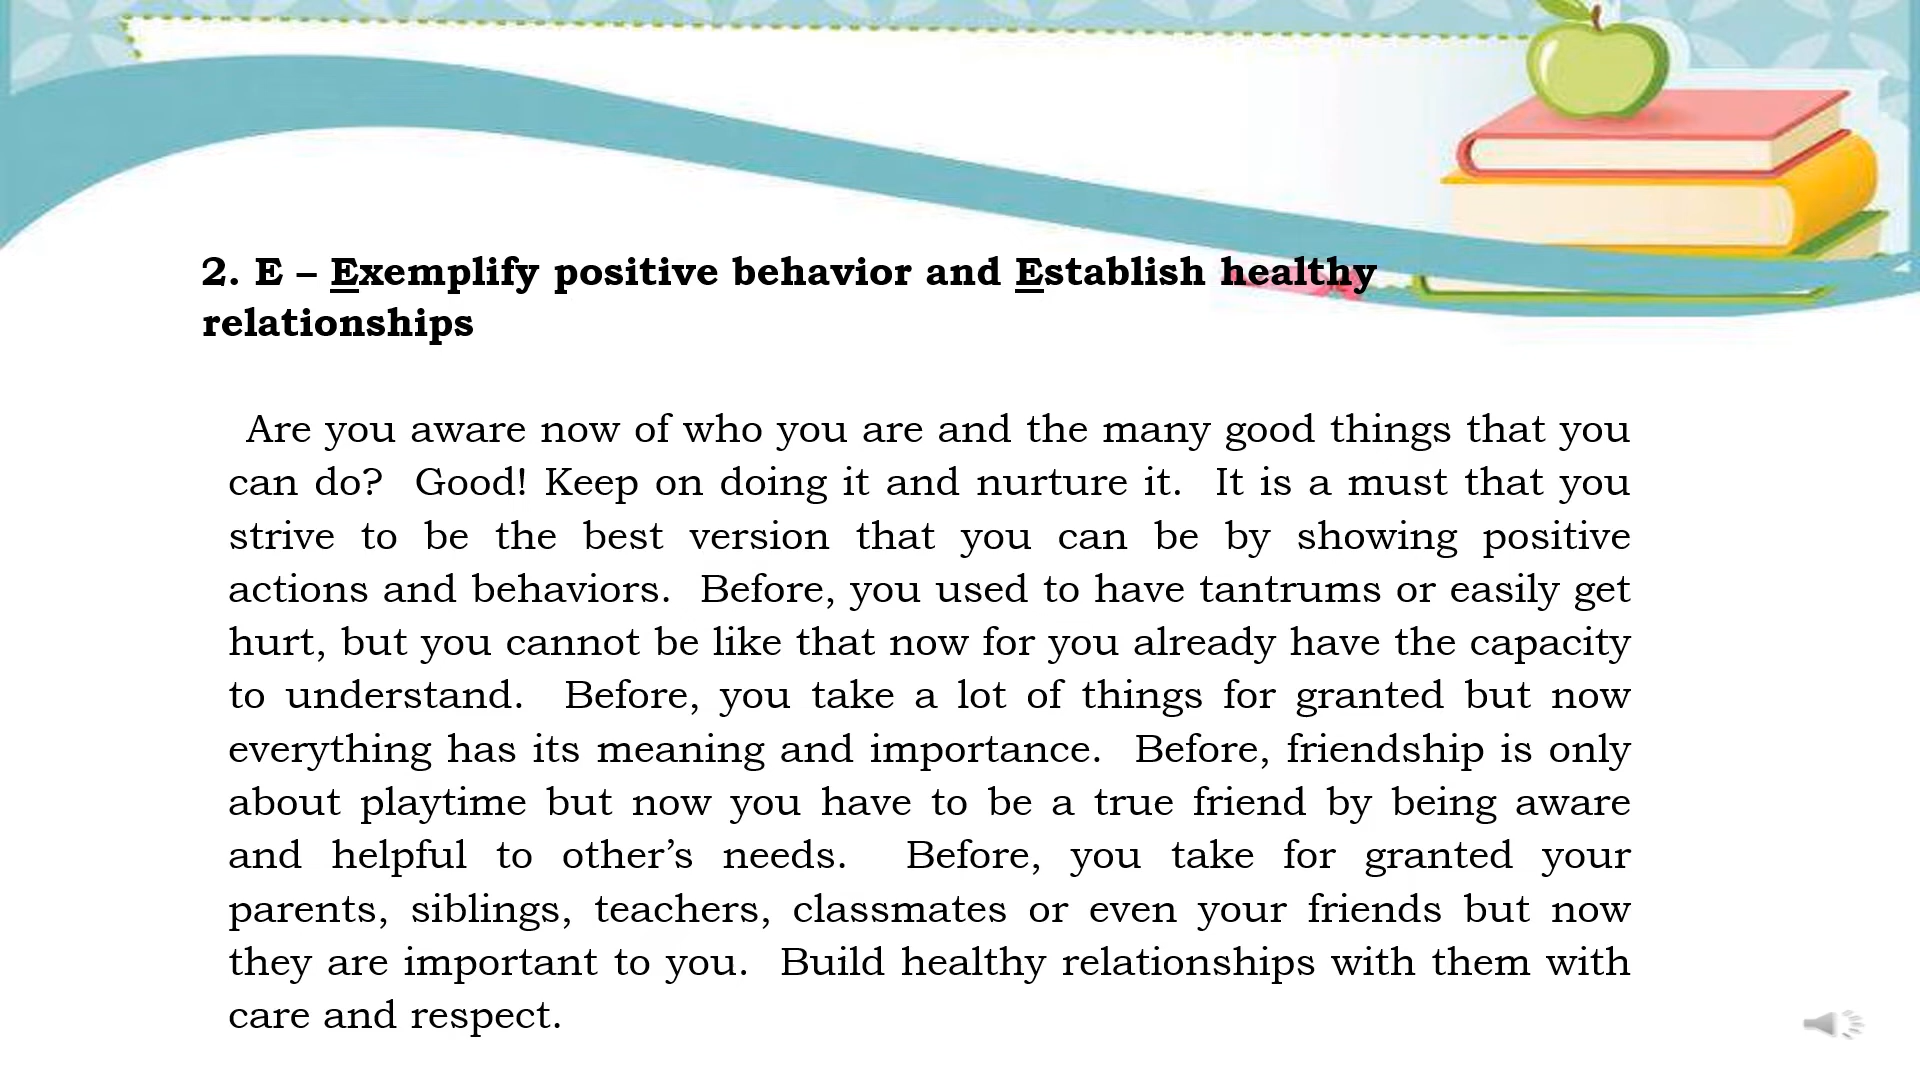 2. E – Exemplify positive behavior and Establish healthy
relationships
Are you aware now of who you are and the many good things that you
can do?  Good! Keep on doing it and nurture it.  It is a must that you
strive to be the best version that you can be by showing positive
actions and behaviors.  Before, you used to have tantrums or easily get
hurt, but you cannot be like that now for you already have the capacity
to understand.  Before, you take a lot of things for granted but now
everything has its meaning and importance.  Before, friendship is only
about playtime but now you have to be a true friend by being aware
and helpful to other’s needs.  Before, you take for granted your
parents, siblings, teachers, classmates or even your friends but now
they are important to you.  Build healthy relationships with them with
care and respect.